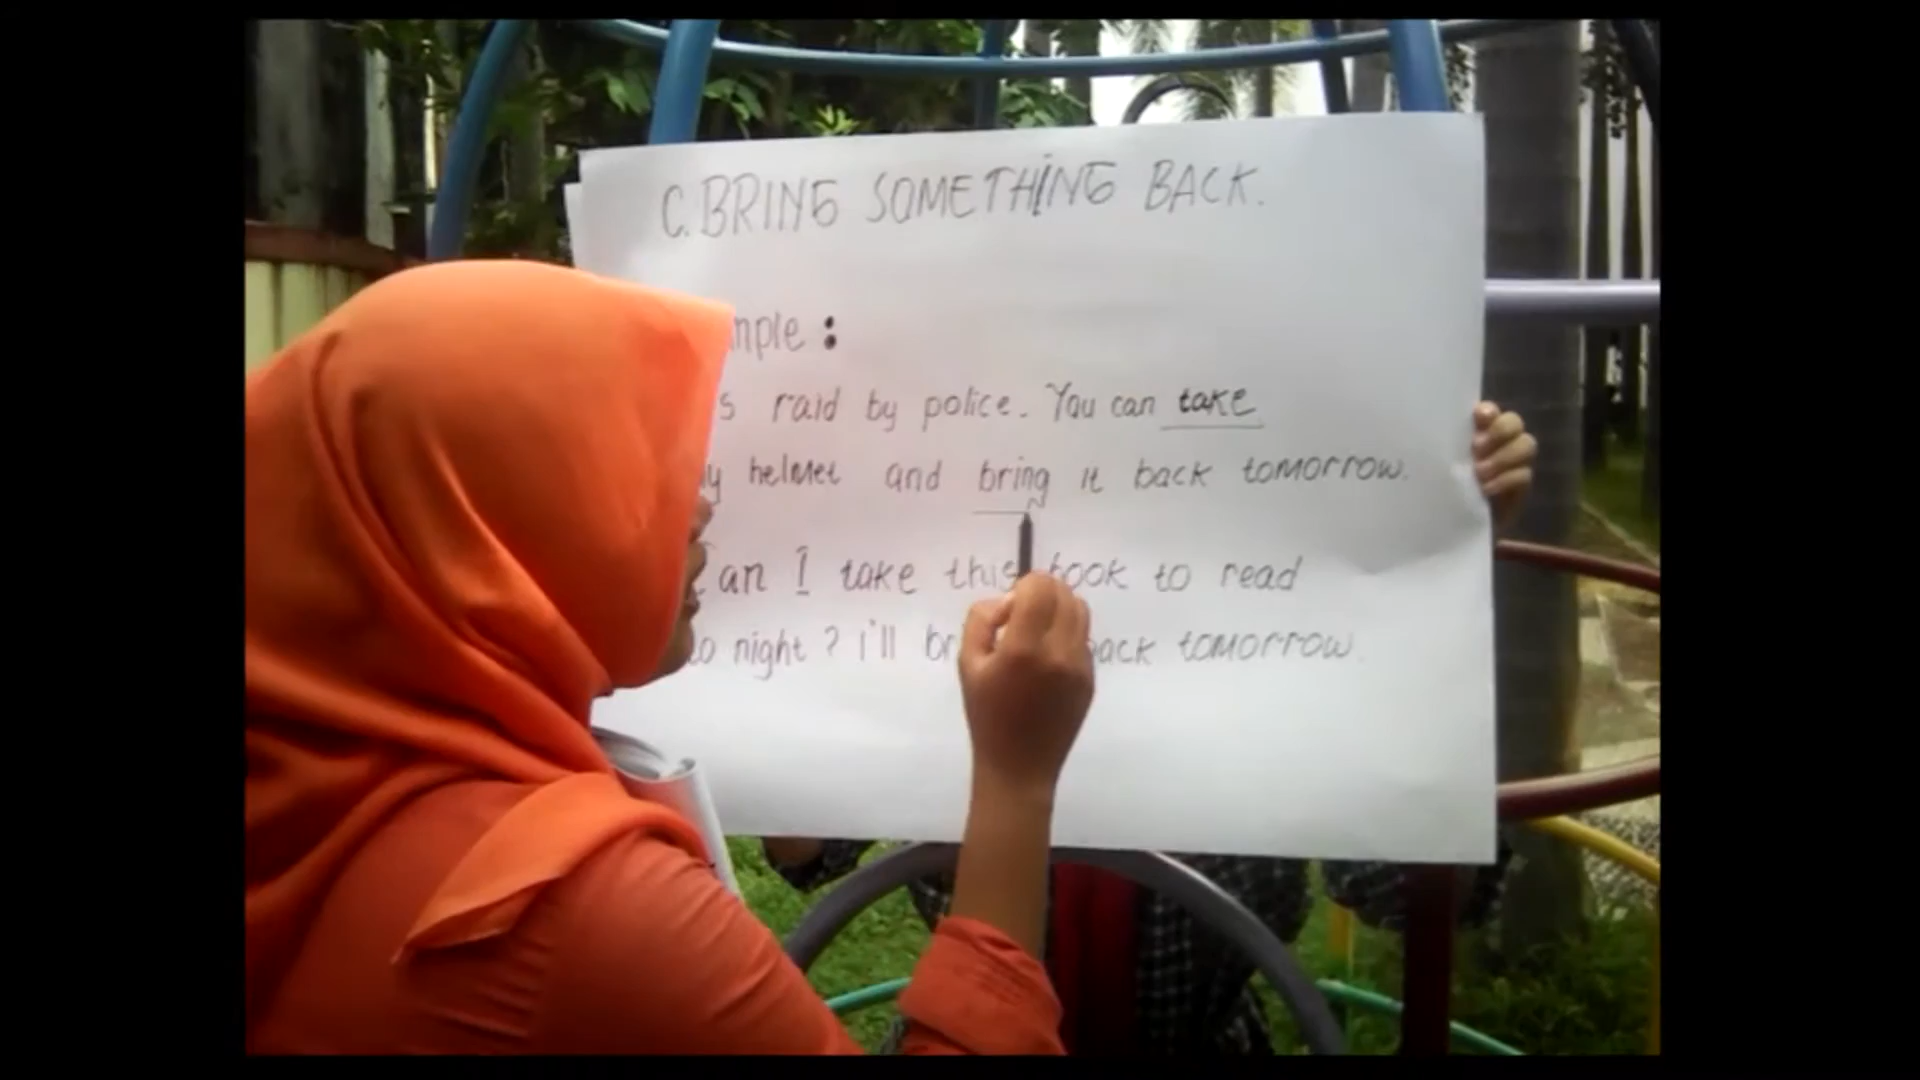 C. BRING SOMETHING BACK.
mple :
s raid by police. You can take
helmet and bring it back tomorrow.
an I take this to read
night? I'll back tomorrow.